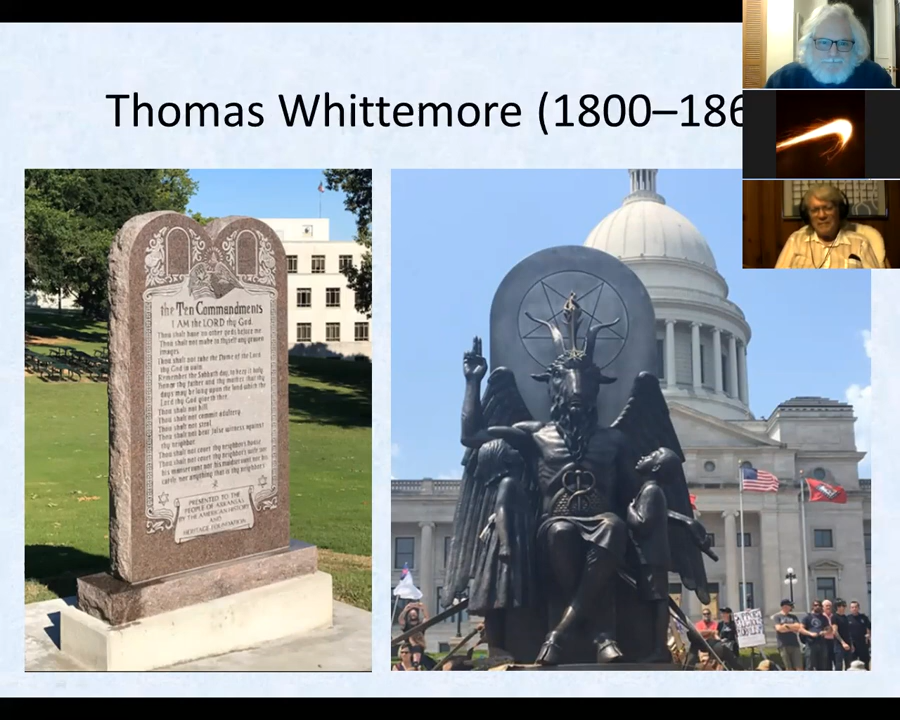 Thomas Whittemore (1800–186
the Ten Commandments
I AM the LORD thy God.
Thou shalt have no other gods before me
Thou shalt not make to thyself any graven
images.
Thou shalt not take the Name of the Lord
thy God in vain.
Remember the Sabbath day, to keep it holy
Honor thy father and thy mother that thy
days may be long upon the land which the
Lord thy God giveth thee.
Thou shalt not kill.
Thou shalt not commit adultery.
Thou shalt not steal.
Thou shalt not bear false witness against
thy neighbor.
Thou shalt not covet thy neighbor's house
Thou shalt not covet thy neighbor's wife nor
his manservant nor his maidservant nor his
cattle nor anything that is thy neighbor's
PRESENTED TO THE
PEOPLE OF ARKANSAS
BY THE AMERICAN HISTORY
AND
HERITAGE FOUNDATION